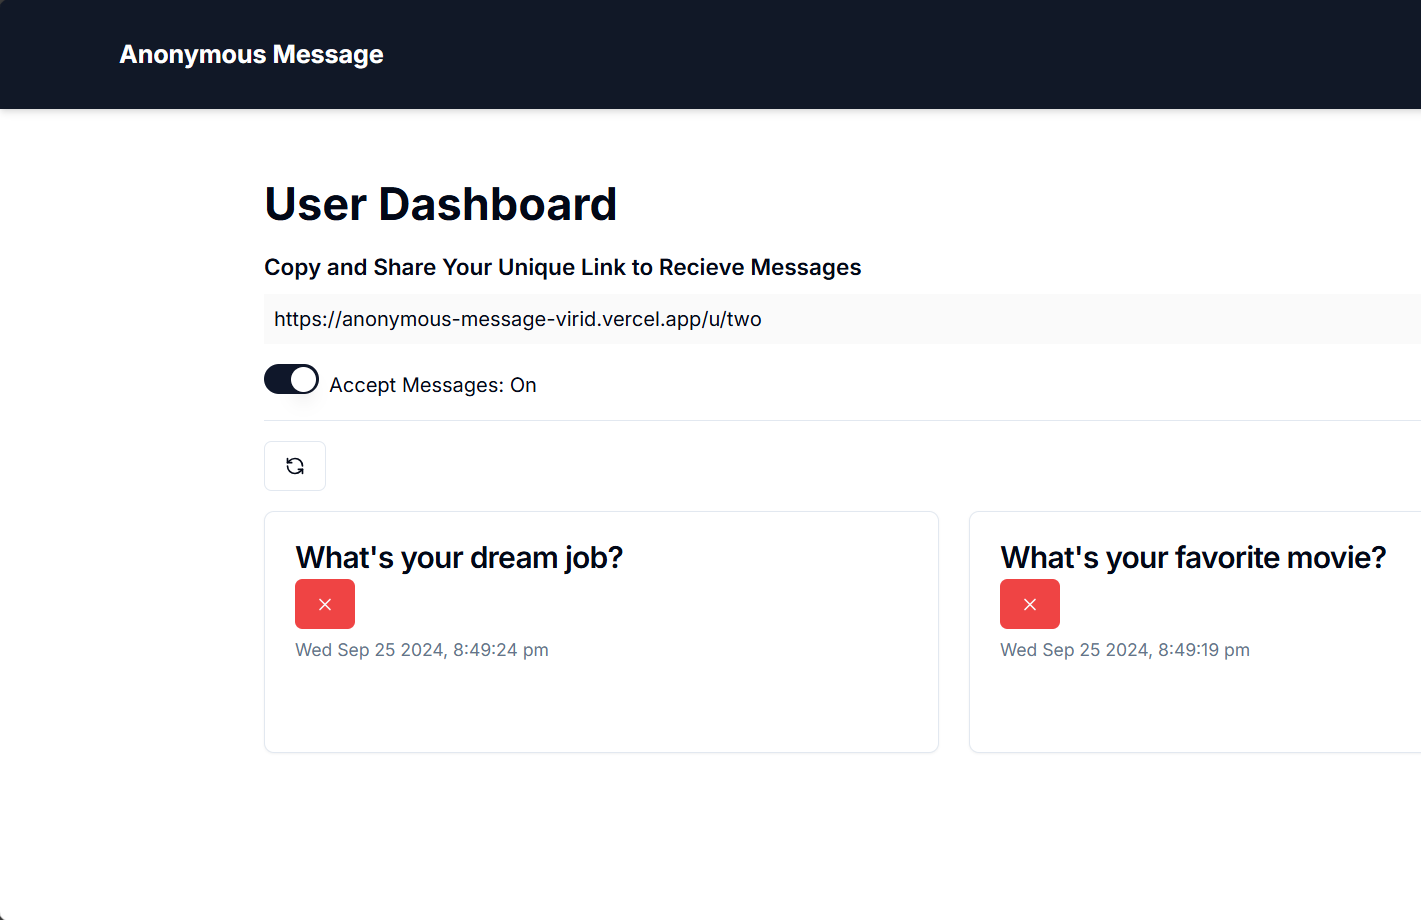 Anonymous Message
User Dashboard
Copy and Share Your Unique Link to Recieve Messages
https://anonymous-message-virid.vercel.app/u/two
Accept Messages: On
What's your dream job?
Wed Sep 25 2024, 8:49:24 pm
What's your favorite movie?
Wed Sep 25 2024, 8:49:19 pm